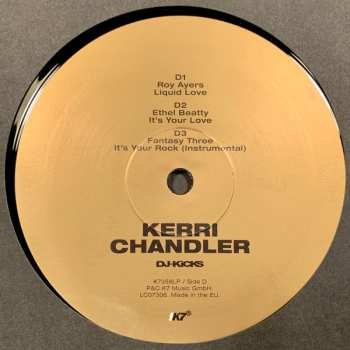 D1
Roy Ayers
Liquid Love
D2
Ethel Beatty
It's Your Love
D3
Fantasy Three
It's Your Rock (Instrumental)
KERRI
CHANDLER
DJ-KICKS
/ Side D
P&C K7 Music GmbH
LC07306. Made in the EU.
K7®